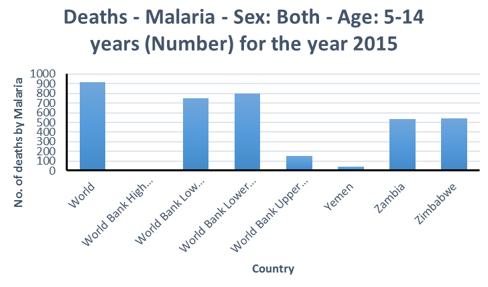 Deaths - Malaria - Sex: Both - Age: 5-14
years (Number) for the year 2015
No. of deaths by Malaria
1000
900
800
700
600
500
400
300
200
100
0
World
World Bank High...
World Bank Low...
World Bank Lower...
World Bank Upper...
Yemen
Zambia
Zimbabwe
Country